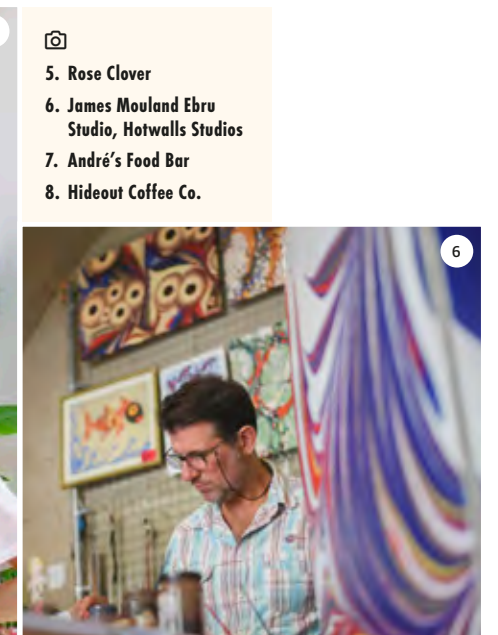 5. Rose Clover
6. James Mouland Ebru
Studio, Hotwalls Studios
7. André's Food Bar
8. Hideout Coffee Co.
6